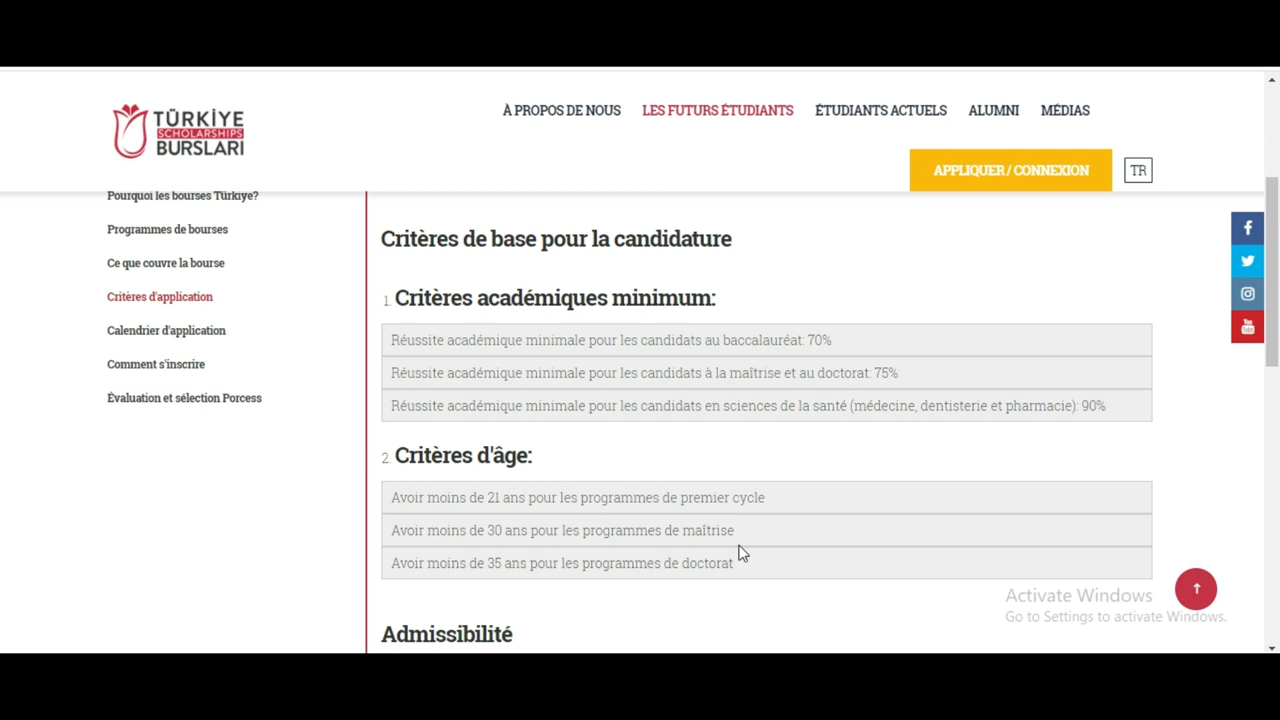 TÜRKİYE
SCHOLARSHIPS
BURSLARI
À PROPOS DE NOUS
LES FUTURS ÉTUDIANTS
ÉTUDIANTS ACTUELS
ALUMNI
MÉDIAS
APPLIQUER / CONNEXION
TR
Pourquoi les bourses Türkiye?
Programmes de bourses
Ce que couvre la bourse
Critères d'application
Calendrier d'application
Comment s'inscrire
Évaluation et sélection Porcess
Critères de base pour la candidature
1. Critères académiques minimum:
Réussite académique minimale pour les candidats au baccalauréat: 70%
Réussite académique minimale pour les candidats à la maîtrise et au doctorat: 75%
Réussite académique minimale pour les candidats en sciences de la santé (médecine, dentisterie et pharmacie): 90%
2. Critères d'âge:
Avoir moins de 21 ans pour les programmes de premier cycle
Avoir moins de 30 ans pour les programmes de maîtrise
Avoir moins de 35 ans pour les programmes de doctorat
Admissibilité
Activate Windows
Go to Settings to activate Windows.